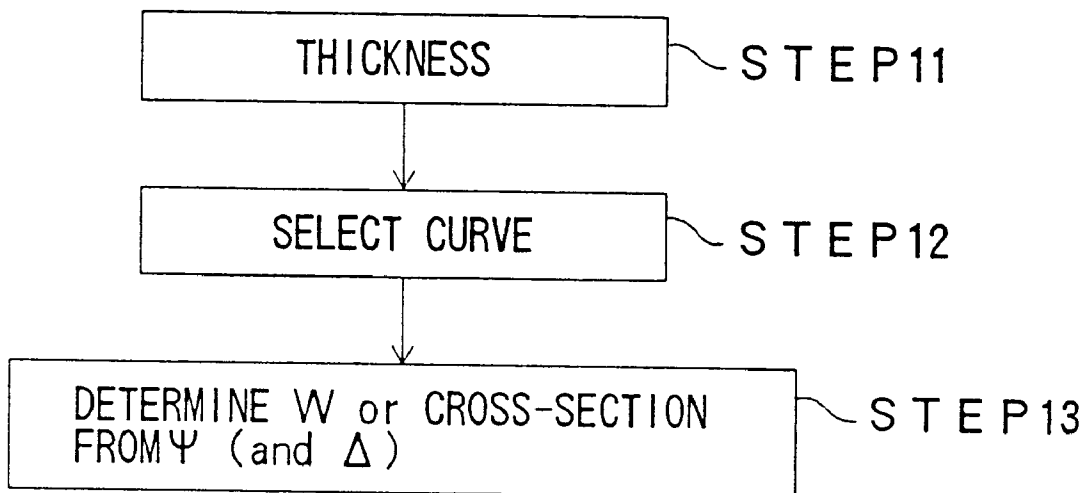 THICKNESS
STEP11
SELECT CURVE
STEP12
DETERMINE W or CROSS-SECTION
FROM Ψ (and Δ)
STEP13